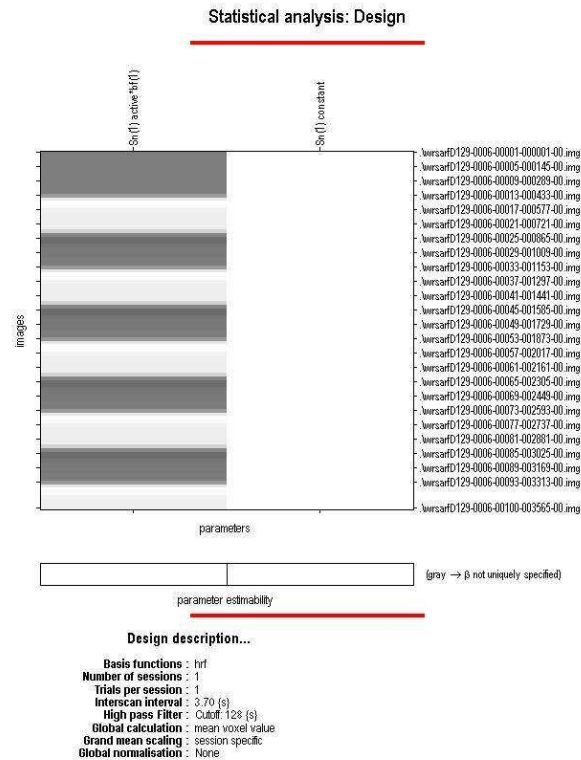 Statistical analysis: Design
Sn(1) active*bf(1)
Sn(1) constant
images
.\wrsarfD129-0006-00001-000001-00.img
.\wrsarfD129-0006-00005-000145-00.img
.\wrsarfD129-0006-00009-000289-00.img
.\wrsarfD129-0006-00013-000433-00.img
.\wrsarfD129-0006-00017-000577-00.img
.\wrsarfD129-0006-00021-000721-00.img
.\wrsarfD129-0006-00025-000865-00.img
.\wrsarfD129-0006-00029-001009-00.img
.\wrsarfD129-0006-00033-001153-00.img
.\wrsarfD129-0006-00037-001297-00.img
.\wrsarfD129-0006-00041-001441-00.img
.\wrsarfD129-0006-00045-001585-00.img
.\wrsarfD129-0006-00049-001729-00.img
.\wrsarfD129-0006-00053-001873-00.img
.\wrsarfD129-0006-00057-002017-00.img
.\wrsarfD129-0006-00061-002161-00.img
.\wrsarfD129-0006-00065-002305-00.img
.\wrsarfD129-0006-00069-002449-00.img
.\wrsarfD129-0006-00073-002593-00.img
.\wrsarfD129-0006-00077-002737-00.img
.\wrsarfD129-0006-00081-002881-00.img
.\wrsarfD129-0006-00085-003025-00.img
.\wrsarfD129-0006-00089-003169-00.img
.\wrsarfD129-0006-00093-003313-00.img
.\wrsarfD129-0006-00100-003565-00.img
parameters
(gray → β not uniquely specified)
parameter estimability
Design description...
Basis functions : hrf
Number of sessions : 1
Trials per session : 1
Interscan interval : 3.70 {s}
High pass Filter : Cutoff: 128 {s}
Global calculation : mean voxel value
Grand mean scaling : session specific
Global normalisation : None